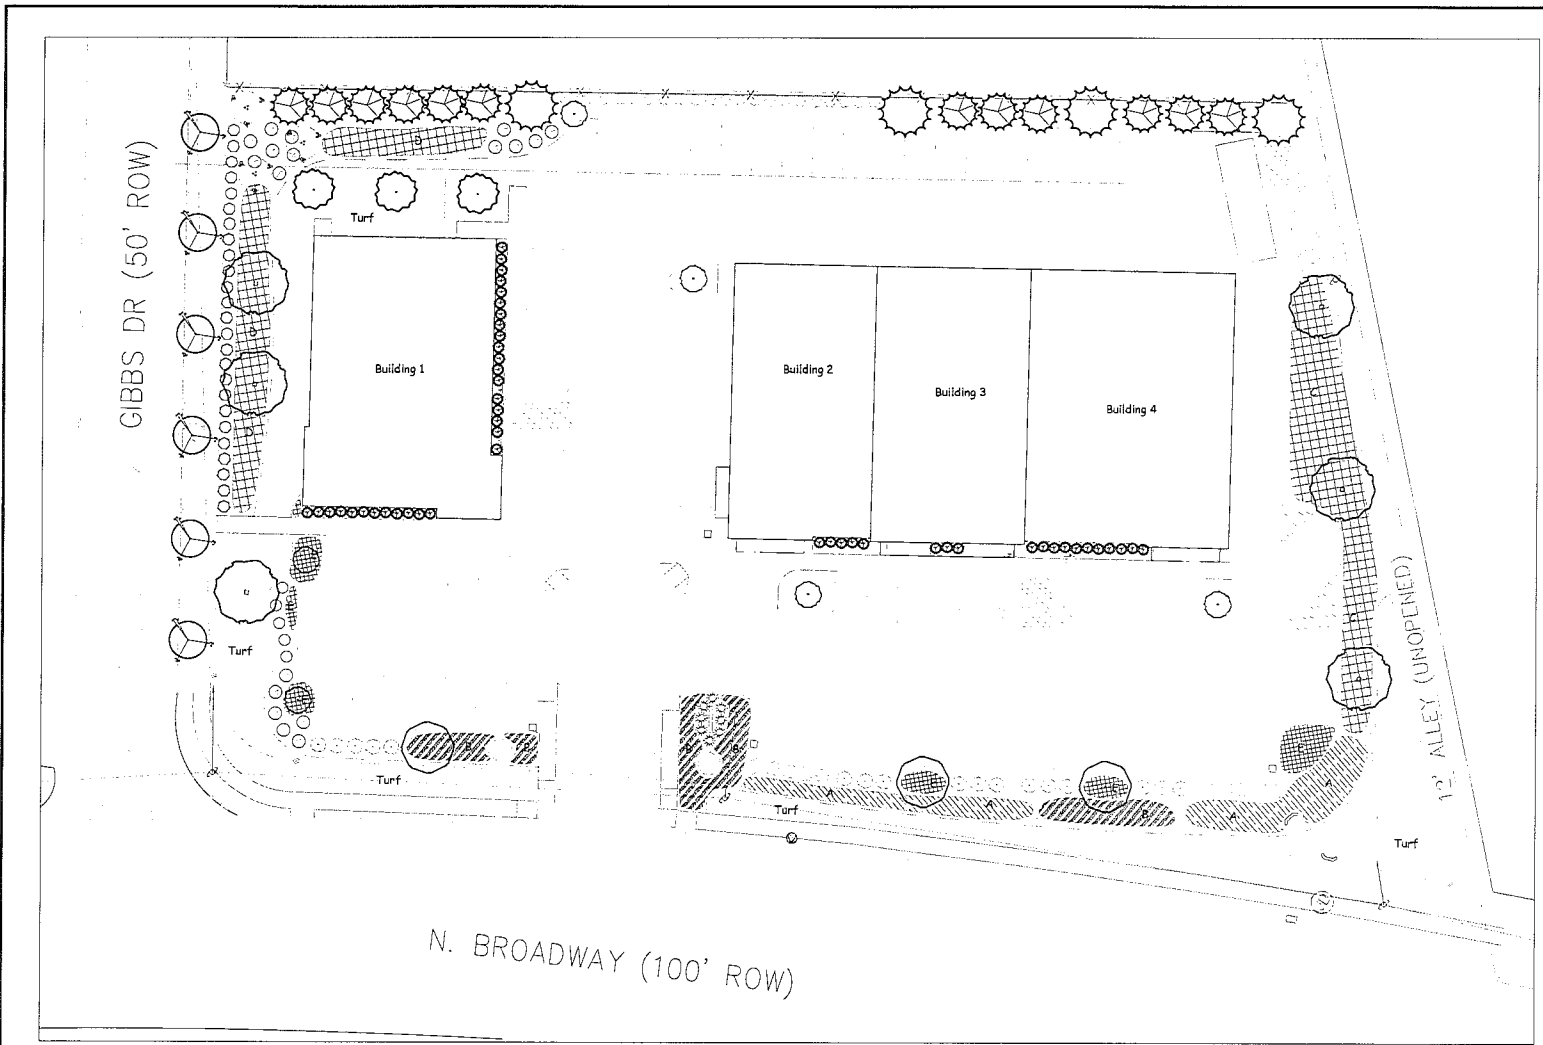 GIBBS DR (50' ROW)
Turf
Building 1
Building 2
Building 3
Building 4
Turf
B
B
Turf
B
B
A
Turf
A
B
A
A
Turf
12' ALLEY (UNOPENED)
N. BROADWAY (100' ROW)